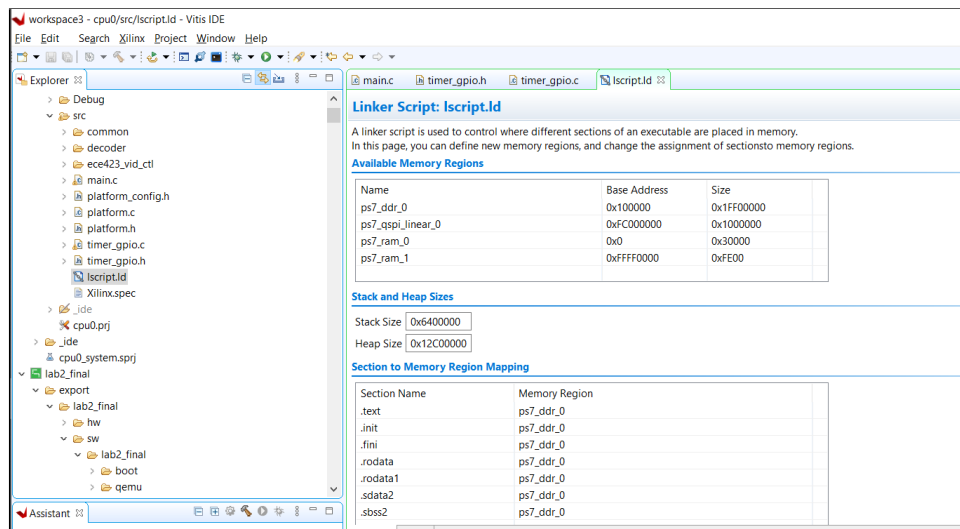 workspace3 - cpu0/src/lscript.ld - Vitis IDE
File Edit Search Xilinx Project Window Help
Explorer
Debug
src
common
decoder
ece423_vid_ctl
main.c
platform_config.h
platform.c
platform.h
timer_gpio.c
timer_gpio.h
lscript.ld
Xilinx.spec
_ide
cpu0.prj
_ide
cpu0_system.sprj
lab2_final
export
lab2_final
hw
sw
lab2_final
boot
qemu
Assistant
main.c timer_gpio.h timer_gpio.c lscript.ld
Linker Script: lscript.ld
A linker script is used to control where different sections of an executable are placed in memory.
In this page, you can define new memory regions, and change the assignment of sectionsto memory regions.
Available Memory Regions
Name Base Address Size
ps7_ddr_0 0x100000 0x1FF00000
ps7_qspi_linear_0 0xFC000000 0x1000000
ps7_ram_0 0x0 0x30000
ps7_ram_1 0xFFFF0000 0xFE00
Stack and Heap Sizes
Stack Size 0x6400000
Heap Size 0x12C00000
Section to Memory Region Mapping
Section Name Memory Region
.text ps7_ddr_0
.init ps7_ddr_0
.fini ps7_ddr_0
.rodata ps7_ddr_0
.rodata1 ps7_ddr_0
.sdata2 ps7_ddr_0
.sbss2 ps7_ddr_0